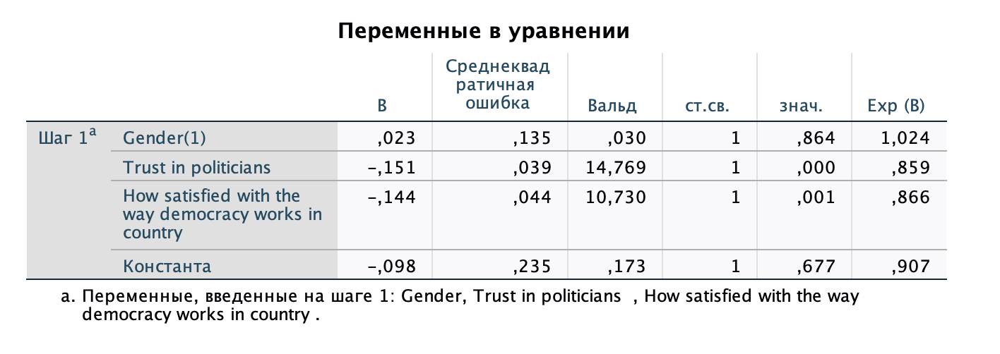 Переменные в уравнении
B
Среднеквад
ратичная
ошибка
Вальд
ст.св.
знач.
Exp (B)
Шаг 1a Gender(1) ,023 ,135 ,030 1 ,864 1,024
Trust in politicians -,151 ,039 14,769 1 ,000 ,859
How satisfied with the -,144 ,044 10,730 1 ,001 ,866
way democracy works in
country
Константа -,098 ,235 ,173 1 ,677 ,907
a. Переменные, введенные на шаге 1: Gender, Trust in politicians , How satisfied with the way
democracy works in country .